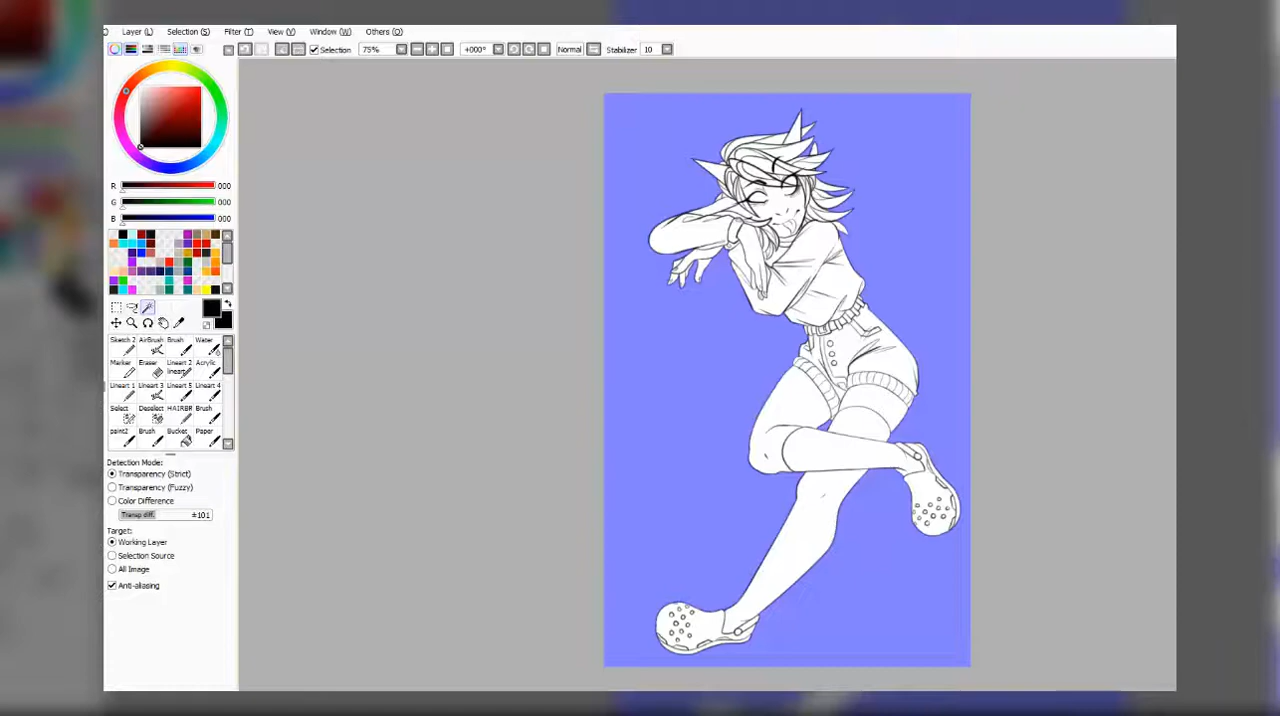 Layer (L) Selection (S) Filter (T) View (V) Window (W) Others (O)
Selection 75% +000° Normal Stabilizer 10
R 000
G 000
B 000
Sketch 2 AirBrush Brush Water
Marker Eraser Lineart 2 Acrylic
lineart
Lineart 1 Lineart 3 Lineart 5 Lineart 4
Select Deselect HAIRBR Brush
paint2 Brush Bucket Paper
Detection Mode:
Transparency (Strict)
Transparency (Fuzzy)
Color Difference
Transp diff. ±101
Target:
Working Layer
Selection Source
All Image
Anti-aliasing